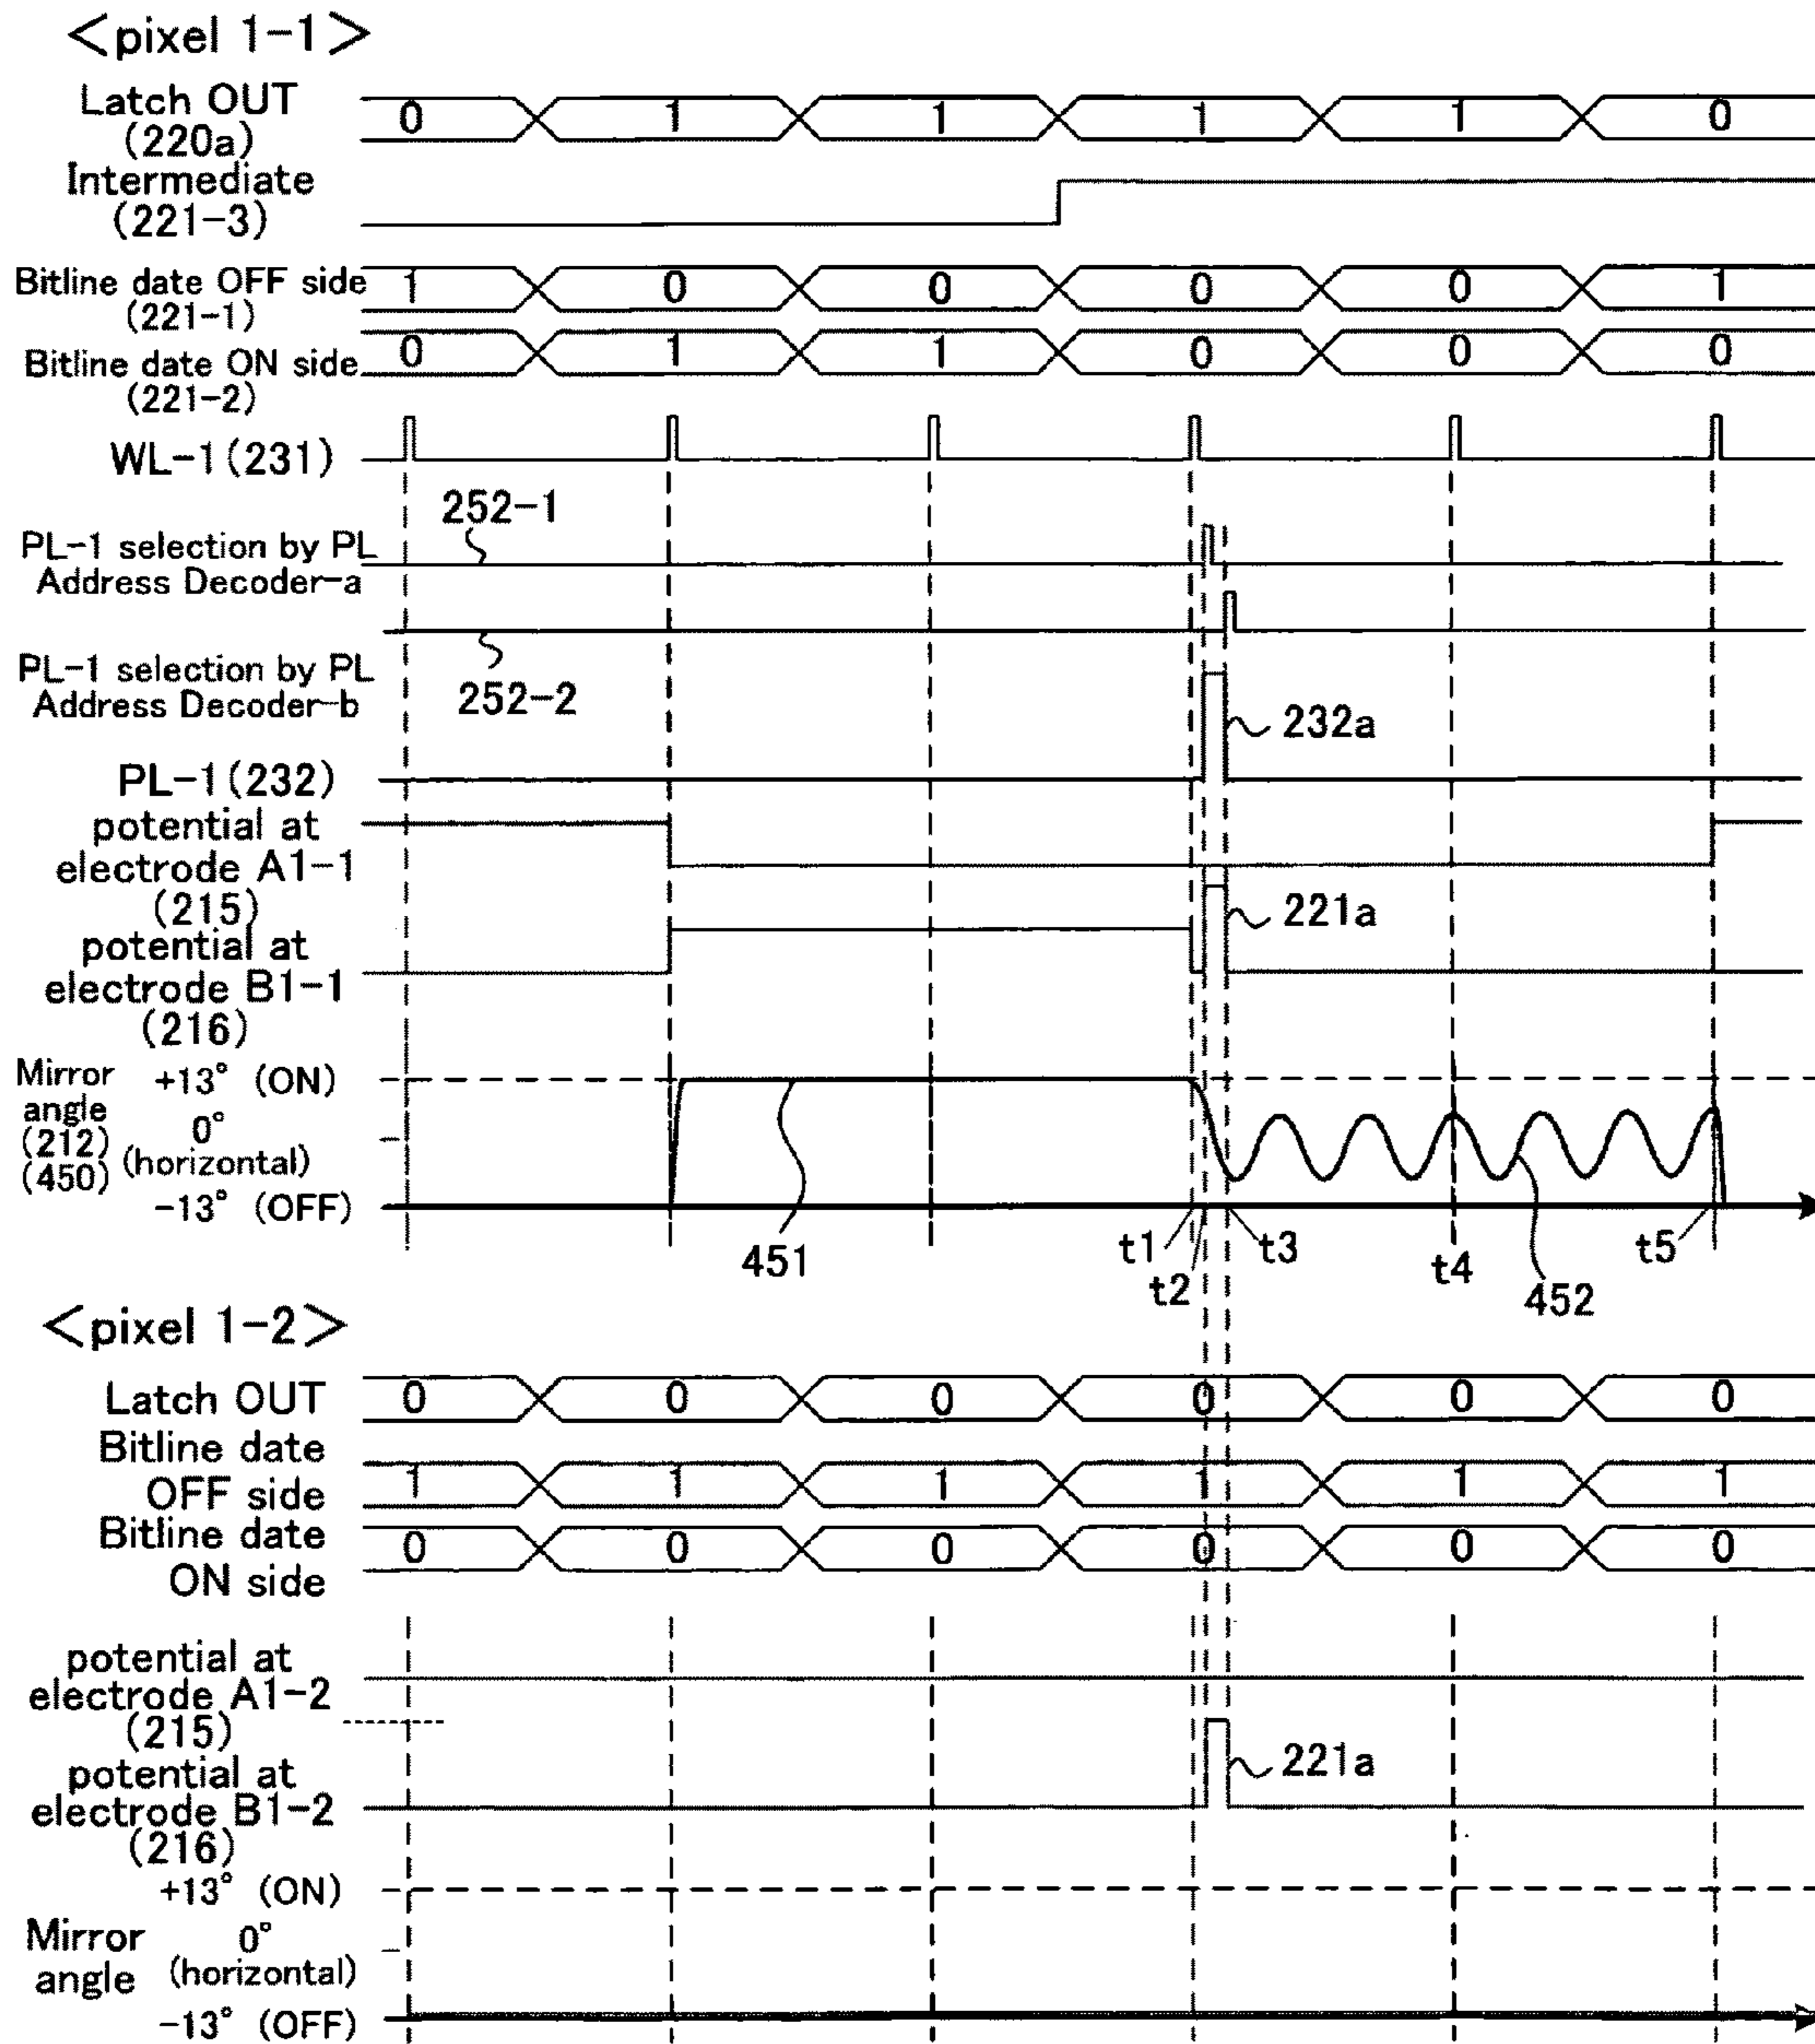 <pixel 1-1>
Latch OUT
(220a)
0 1 1 1 1 0
Intermediate
(221-3)
Bitline date OFF side
(221-1)
1 0 0 0 0 1
Bitline date ON side
(221-2)
0 1 1 0 0 0
WL-1(231)
252-1
PL-1 selection by PL
Address Decoder-a
PL-1 selection by PL
Address Decoder-b
252-2
232a
PL-1(232)
potential at
electrode A1-1
(215)
221a
potential at
electrode B1-1
(216)
Mirror
angle
(212)
(450)
+13° (ON)
0°
(horizontal)
-13° (OFF)
451
t1
t2
t3
t4
452
t5
<pixel 1-2>
Latch OUT
0 0 0 0 0 0
Bitline date
OFF side
1 1 1 1 1 1
Bitline date
ON side
0 0 0 0 0 0
potential at
electrode A1-2
(215)
potential at
electrode B1-2
(216)
221a
+13° (ON)
Mirror
angle
0°
(horizontal)
-13° (OFF)